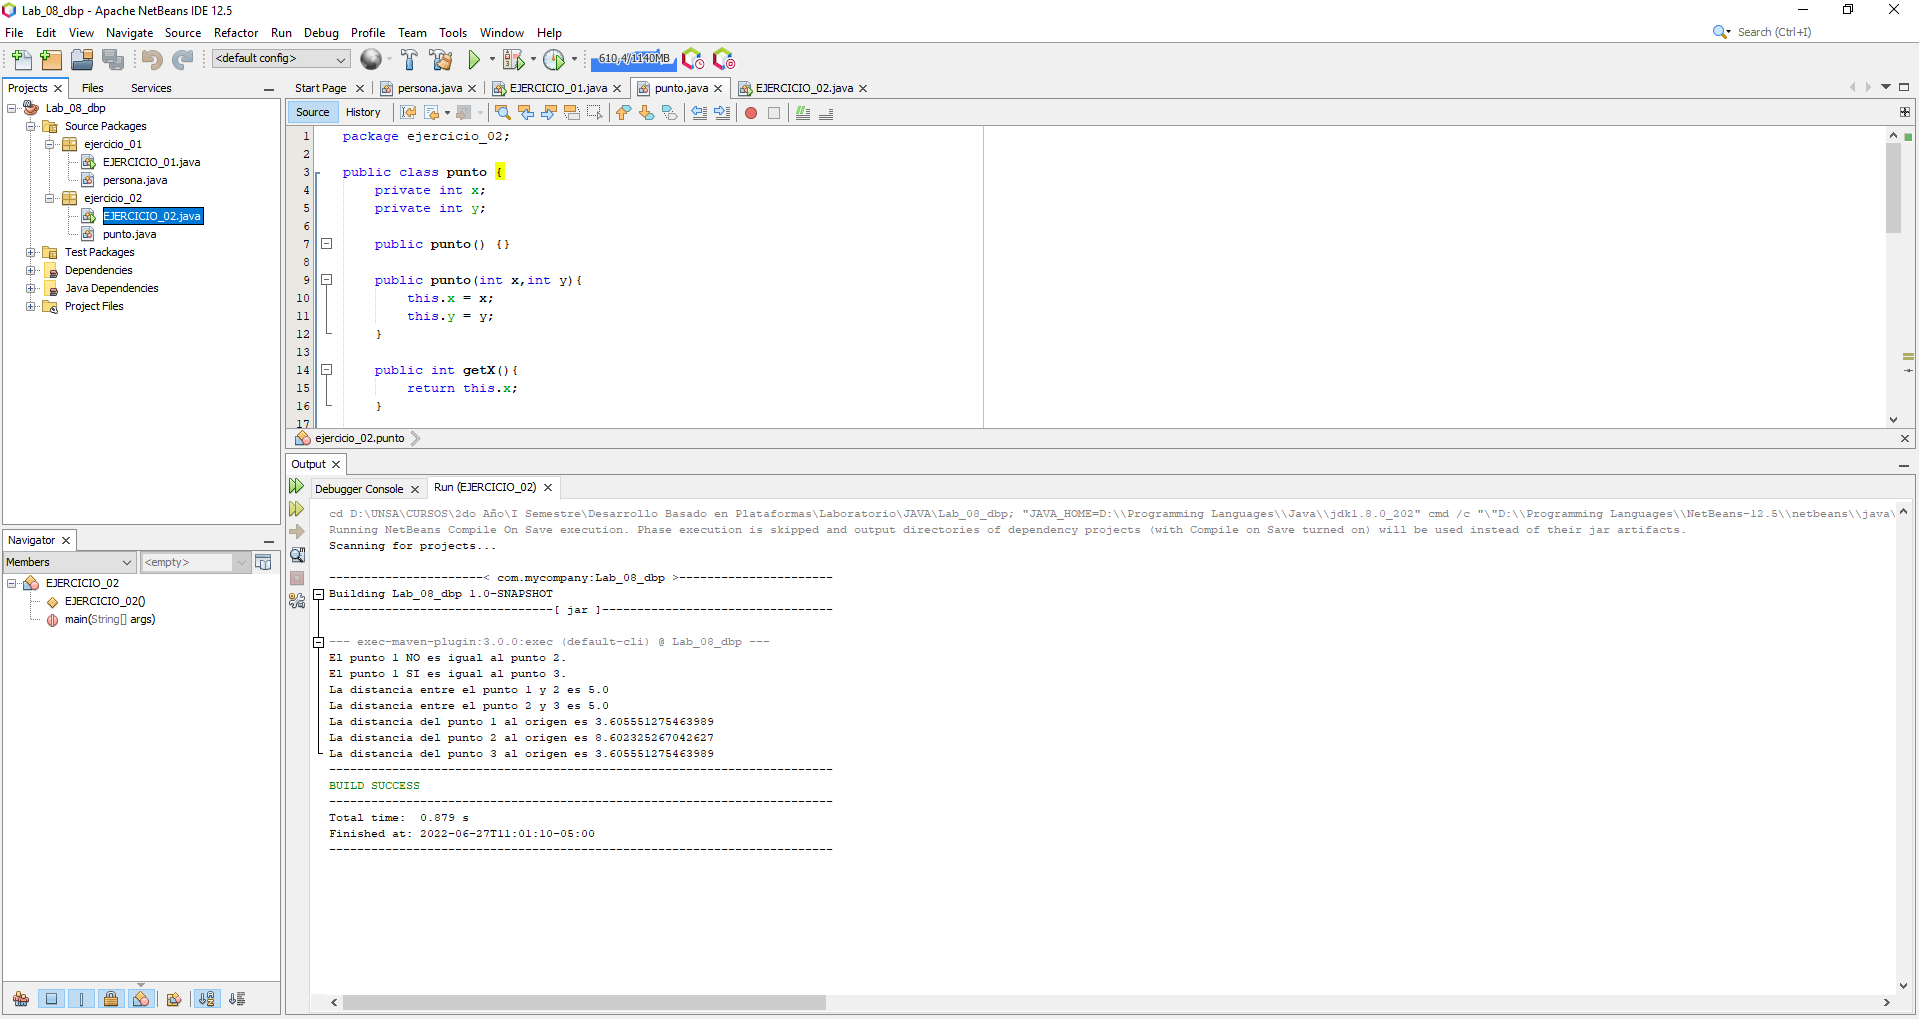 Lab_08_dbp - Apache NetBeans IDE 12.5
File Edit View Navigate Source Refactor Run Debug Profile Team Tools Window Help
Search (Ctrl+I)
<default config>
610,4/1140MB
Projects Files Services
Lab_08_dbp
Source Packages
ejercicio_01
EJERCICIO_01.java
persona.java
ejercicio_02
EJERCICIO_02.java
punto.java
Test Packages
Dependencies
Java Dependencies
Project Files
Navigator
Members <empty>
EJERCICIO_02
EJERCICIO_02()
main(String[] args)
Start Page persona.java EJERCICIO_01.java punto.java EJERCICIO_02.java
Source History
1 package ejercicio_02;
2
3 public class punto {
4 private int x;
5 private int y;
6
7 public punto() {}
8
9 public punto(int x,int y){
10 this.x = x;
11 this.y = y;
12 }
13
14 public int getX(){
15 return this.x;
16 }
17
ejercicio_02.punto
Output
Debugger Console Run (EJERCICIO_02)
cd D:\UNSA\CURSOS\2do Año\I Semestre\Desarrollo Basado en Plataformas\Laboratorio\JAVA\Lab_08_dbp; "JAVA_HOME=D:\\Programming Languages\\Java\\jdk1.8.0_202" cmd /c "\"D:\\Programming Languages\\NetBeans-12.5\\netbeans\\java\
Running NetBeans Compile On Save execution. Phase execution is skipped and output directories of dependency projects (with Compile on Save turned on) will be used instead of their jar artifacts.
Scanning for projects...
----------------------< com.mycompany:Lab_08_dbp >----------------------
Building Lab_08_dbp 1.0-SNAPSHOT
--------------------------------[ jar ]---------------------------------
--- exec-maven-plugin:3.0.0:exec (default-cli) @ Lab_08_dbp ---
El punto 1 NO es igual al punto 2.
El punto 1 SI es igual al punto 3.
La distancia entre el punto 1 y 2 es 5.0
La distancia entre el punto 2 y 3 es 5.0
La distancia del punto 1 al origen es 3.605551275463989
La distancia del punto 2 al origen es 8.602325267042627
La distancia del punto 3 al origen es 3.605551275463989
------------------------------------------------------------------------
BUILD SUCCESS
------------------------------------------------------------------------
Total time:  0.879 s
Finished at: 2022-06-27T11:01:10-05:00
------------------------------------------------------------------------